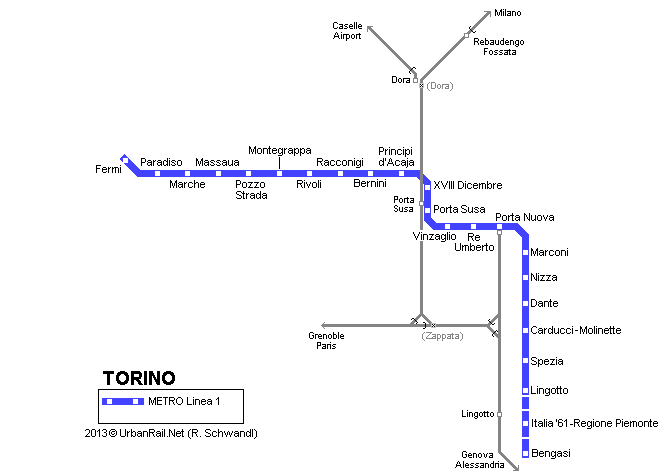 Caselle
Airport
Milano
Rebaudengo
Fossata
Dora
(Dora)
Fermi
Paradiso
Marche
Massaua
Pozzo
Strada
Montegrappa
Rivoli
Racconigi
Bernini
Principi
d'Acaja
XVIII Dicembre
Porta
Susa
Porta Susa
Vinzaglio
Re
Umberto
Porta Nuova
Marconi
Nizza
Dante
Carducci-Molinette
Spezia
Lingotto
Italia '61-Regione Piemonte
Bengasi
Grenoble
Paris
(Zappata)
Lingotto
Genova
Alessandria
TORINO
METRO Linea 1
2013 © UrbanRail.Net (R. Schwandl)